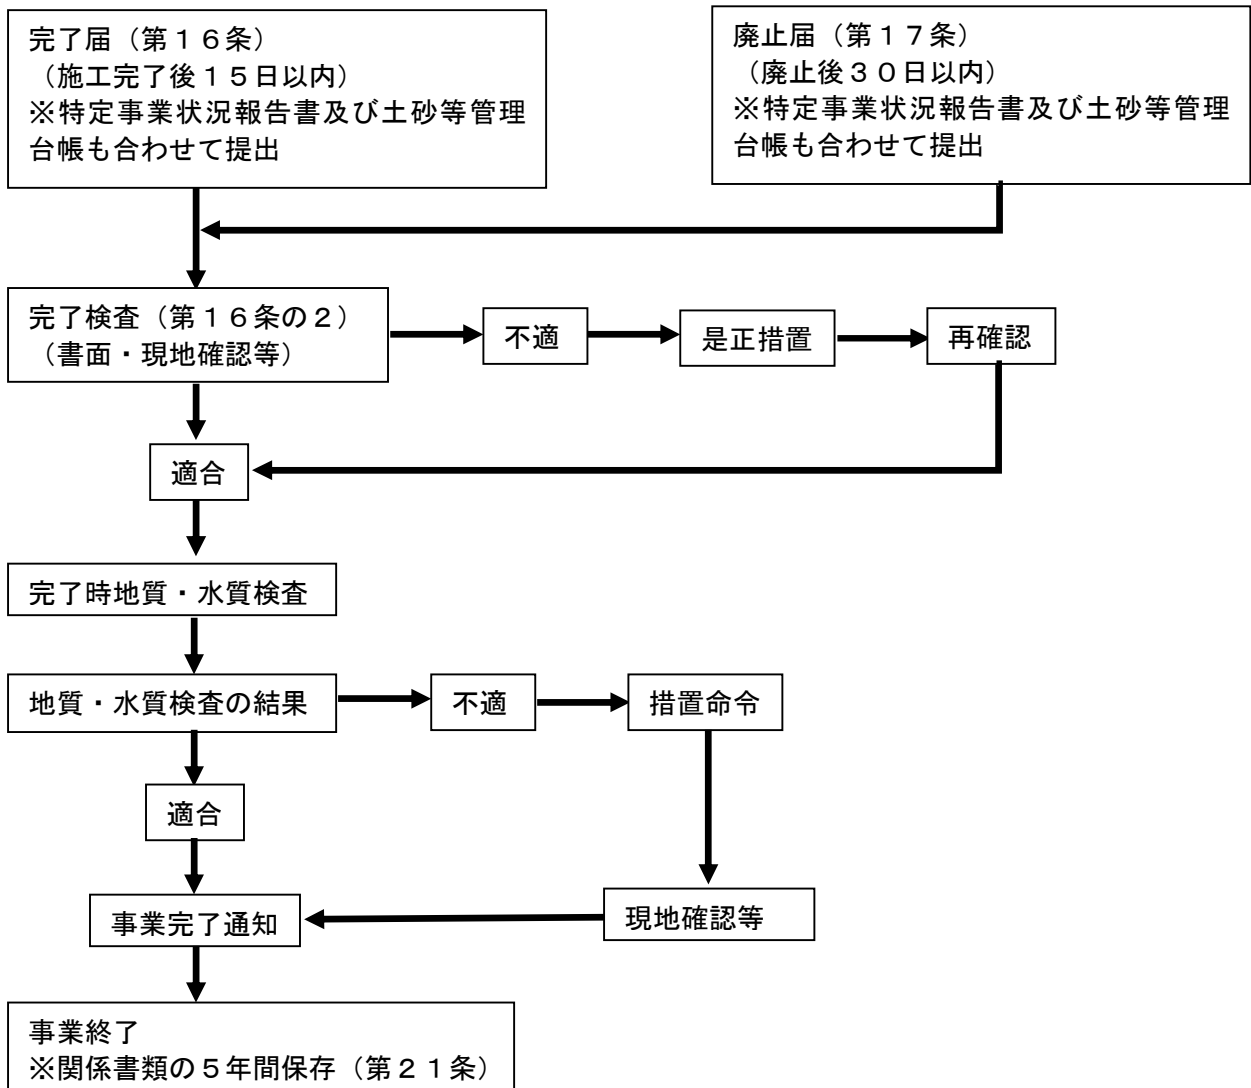 完了届（第１６条）
（施工完了後１５日以内）
※特定事業状況報告書及び土砂等管理
台帳も合わせて提出
廃止届（第１７条）
（廃止後３０日以内）
※特定事業状況報告書及び土砂等管理
台帳も合わせて提出
完了検査（第１６条の２）
（書面・現地確認等）
不適
是正措置
再確認
適合
完了時地質・水質検査
地質・水質検査の結果
不適
措置命令
適合
事業完了通知
現地確認等
事業終了
※関係書類の５年間保存（第２１条）